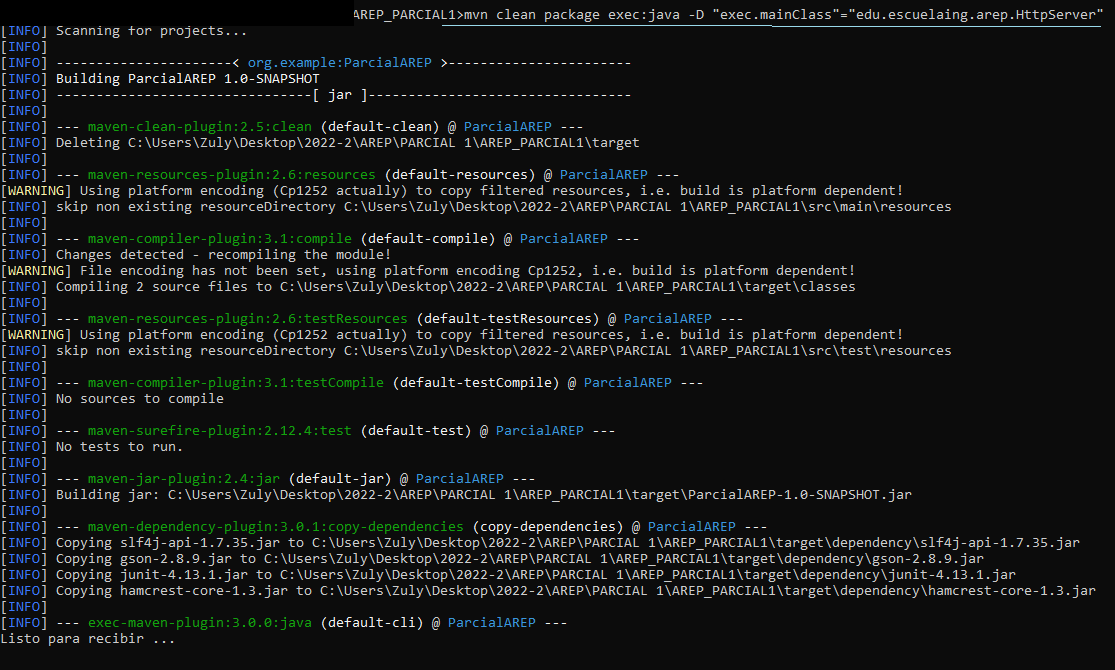 AREP_PARCIAL1>mvn clean package exec:java -D "exec.mainClass"="edu.escuelaing.arep.HttpServer"
[INFO] Scanning for projects...
[INFO]
[INFO] ----------------------< org.example:ParcialAREP >-----------------------
[INFO] Building ParcialAREP 1.0-SNAPSHOT
[INFO] --------------------------------[ jar ]---------------------------------
[INFO]
[INFO] --- maven-clean-plugin:2.5:clean (default-clean) @ ParcialAREP ---
[INFO] Deleting C:\Users\Zuly\Desktop\2022-2\AREP\PARCIAL 1\AREP_PARCIAL1\target
[INFO]
[INFO] --- maven-resources-plugin:2.6:resources (default-resources) @ ParcialAREP ---
[WARNING] Using platform encoding (Cp1252 actually) to copy filtered resources, i.e. build is platform dependent!
[INFO] skip non existing resourceDirectory C:\Users\Zuly\Desktop\2022-2\AREP\PARCIAL 1\AREP_PARCIAL1\src\main\resources
[INFO]
[INFO] --- maven-compiler-plugin:3.1:compile (default-compile) @ ParcialAREP ---
[INFO] Changes detected - recompiling the module!
[WARNING] File encoding has not been set, using platform encoding Cp1252, i.e. build is platform dependent!
[INFO] Compiling 2 source files to C:\Users\Zuly\Desktop\2022-2\AREP\PARCIAL 1\AREP_PARCIAL1\target\classes
[INFO]
[INFO] --- maven-resources-plugin:2.6:testResources (default-testResources) @ ParcialAREP ---
[WARNING] Using platform encoding (Cp1252 actually) to copy filtered resources, i.e. build is platform dependent!
[INFO] skip non existing resourceDirectory C:\Users\Zuly\Desktop\2022-2\AREP\PARCIAL 1\AREP_PARCIAL1\src\test\resources
[INFO]
[INFO] --- maven-compiler-plugin:3.1:testCompile (default-testCompile) @ ParcialAREP ---
[INFO] No sources to compile
[INFO]
[INFO] --- maven-surefire-plugin:2.12.4:test (default-test) @ ParcialAREP ---
[INFO] No tests to run.
[INFO]
[INFO] --- maven-jar-plugin:2.4:jar (default-jar) @ ParcialAREP ---
[INFO] Building jar: C:\Users\Zuly\Desktop\2022-2\AREP\PARCIAL 1\AREP_PARCIAL1\target\ParcialAREP-1.0-SNAPSHOT.jar
[INFO]
[INFO] --- maven-dependency-plugin:3.0.1:copy-dependencies (copy-dependencies) @ ParcialAREP ---
[INFO] Copying slf4j-api-1.7.35.jar to C:\Users\Zuly\Desktop\2022-2\AREP\PARCIAL 1\AREP_PARCIAL1\target\dependency\slf4j-api-1.7.35.jar
[INFO] Copying gson-2.8.9.jar to C:\Users\Zuly\Desktop\2022-2\AREP\PARCIAL 1\AREP_PARCIAL1\target\dependency\gson-2.8.9.jar
[INFO] Copying junit-4.13.1.jar to C:\Users\Zuly\Desktop\2022-2\AREP\PARCIAL 1\AREP_PARCIAL1\target\dependency\junit-4.13.1.jar
[INFO] Copying hamcrest-core-1.3.jar to C:\Users\Zuly\Desktop\2022-2\AREP\PARCIAL 1\AREP_PARCIAL1\target\dependency\hamcrest-core-1.3.jar
[INFO]
[INFO] --- exec-maven-plugin:3.0.0:java (default-cli) @ ParcialAREP ---
Listo para recibir ...